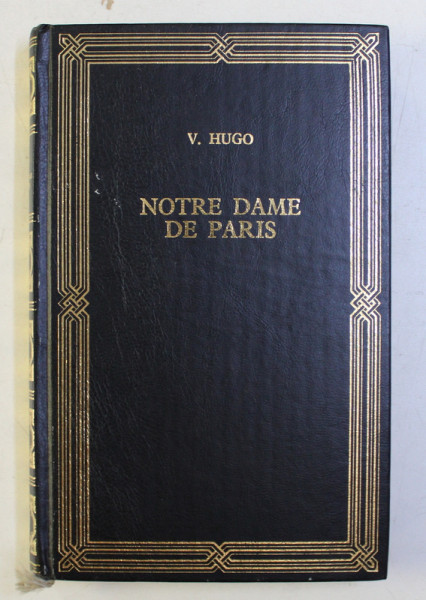 V. HUGO
NOTRE DAME
DE PARIS